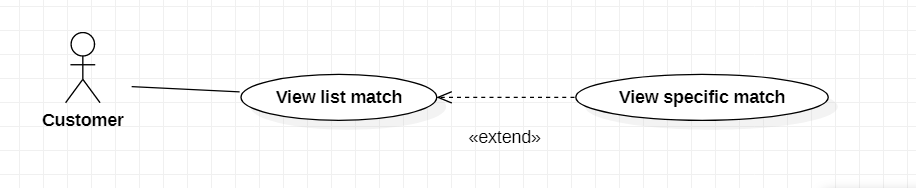 View list match
View specific match
Customer
«extend»